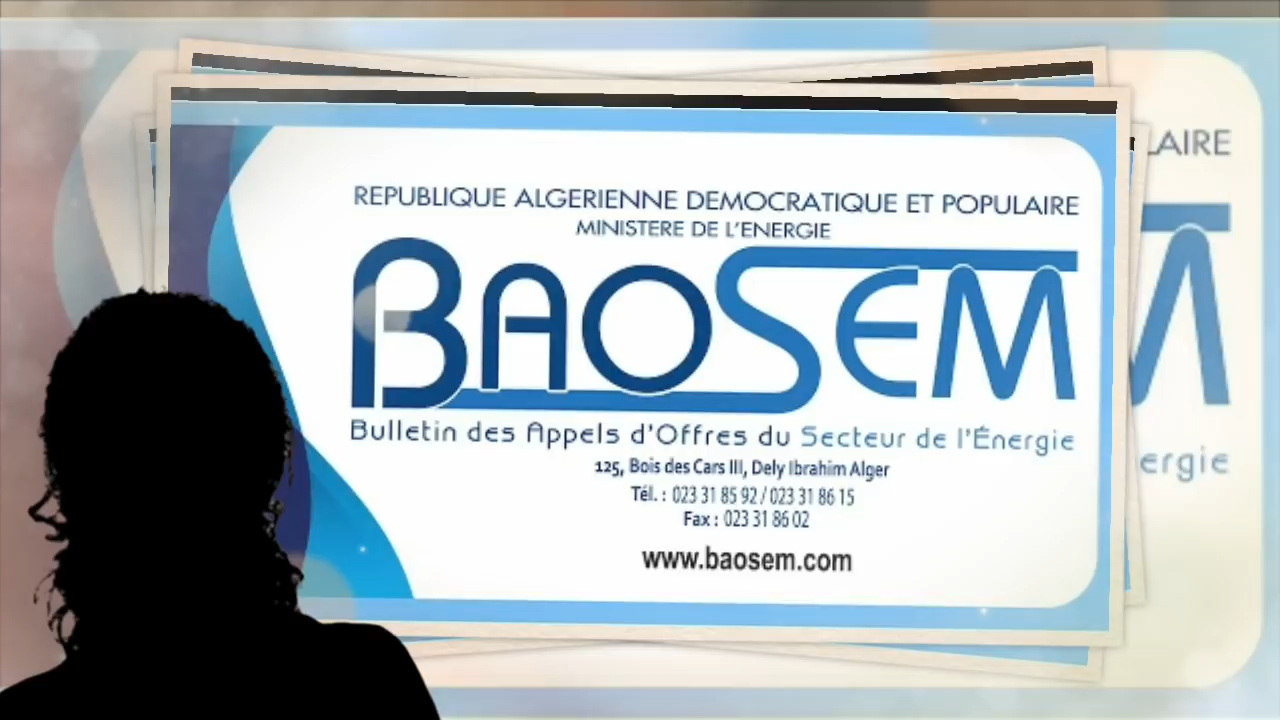 REPUBLIQUE ALGERIENNE DEMOCRATIQUE ET POPULAIRE
MINISTERE DE L'ENERGIE
BAOSEM
Bulletin des Appels d'Offres du Secteur de l'Énergie
125, Bois des Cars III, Dely Ibrahim Alger
Tél. : 023 31 85 92 / 023 31 86 15
Fax : 023 31 86 02
www.baosem.com
LAIRE
M
ergie